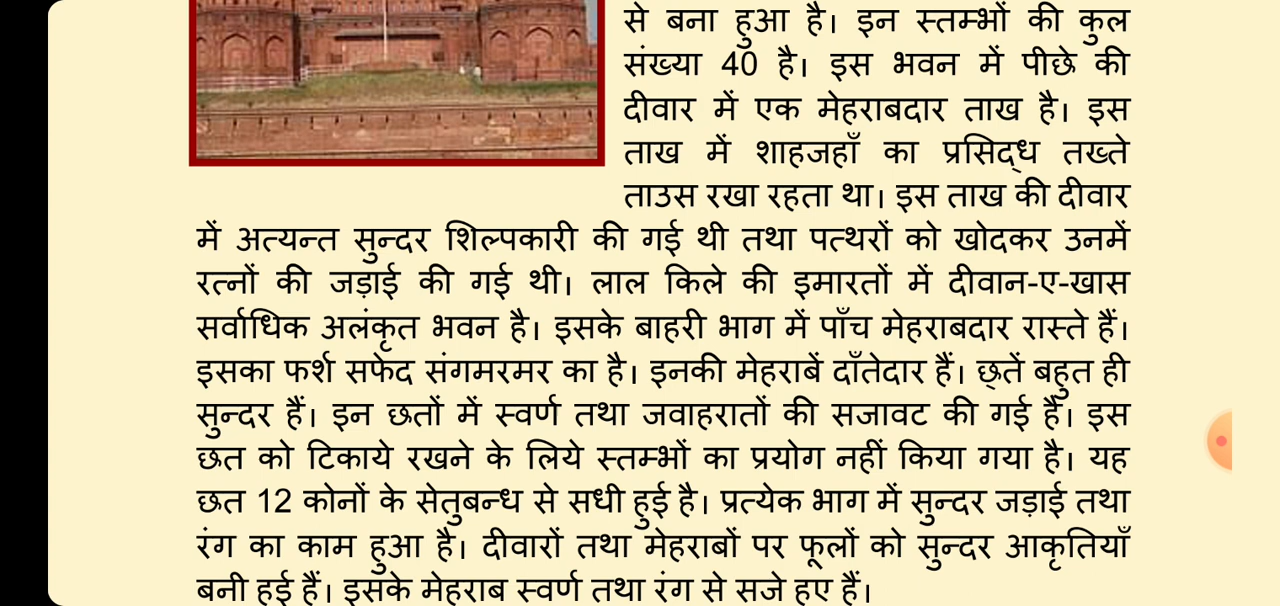 से बना हुआ है। इन स्तम्भों की कुल
संख्या 40 है। इस भवन में पीछे की
दीवार में एक मेहराबदार ताख है। इस
ताख में शाहजहाँ का प्रसिद्ध तख्ते
ताउस रखा रहता था। इस ताख की दीवार
में अत्यन्त सुन्दर शिल्पकारी की गई थी तथा पत्थरों को खोदकर उनमें
रत्नों की जड़ाई की गई थी। लाल किले की इमारतों में दीवान-ए-खास
सर्वाधिक अलंकृत भवन है। इसके बाहरी भाग में पाँच मेहराबदार रास्ते हैं।
इसका फर्श सफेद संगमरमर का है। इनकी मेहराबें दाँतेदार हैं। छ्तें बहुत ही
सुन्दर हैं। इन छतों में स्वर्ण तथा जवाहरातों की सजावट की गई है। इस
छत को टिकाये रखने के लिये स्तम्भों का प्रयोग नहीं किया गया है। यह
छत 12 कोनों के सेतुबन्ध से सधी हुई है। प्रत्येक भाग में सुन्दर जड़ाई तथा
रंग का काम हुआ है। दीवारों तथा मेहराबों पर फूलों को सुन्दर आकृतियाँ
बनी हुई हैं। इसके मेहराब स्वर्ण तथा रंग से सजे हुए हैं।